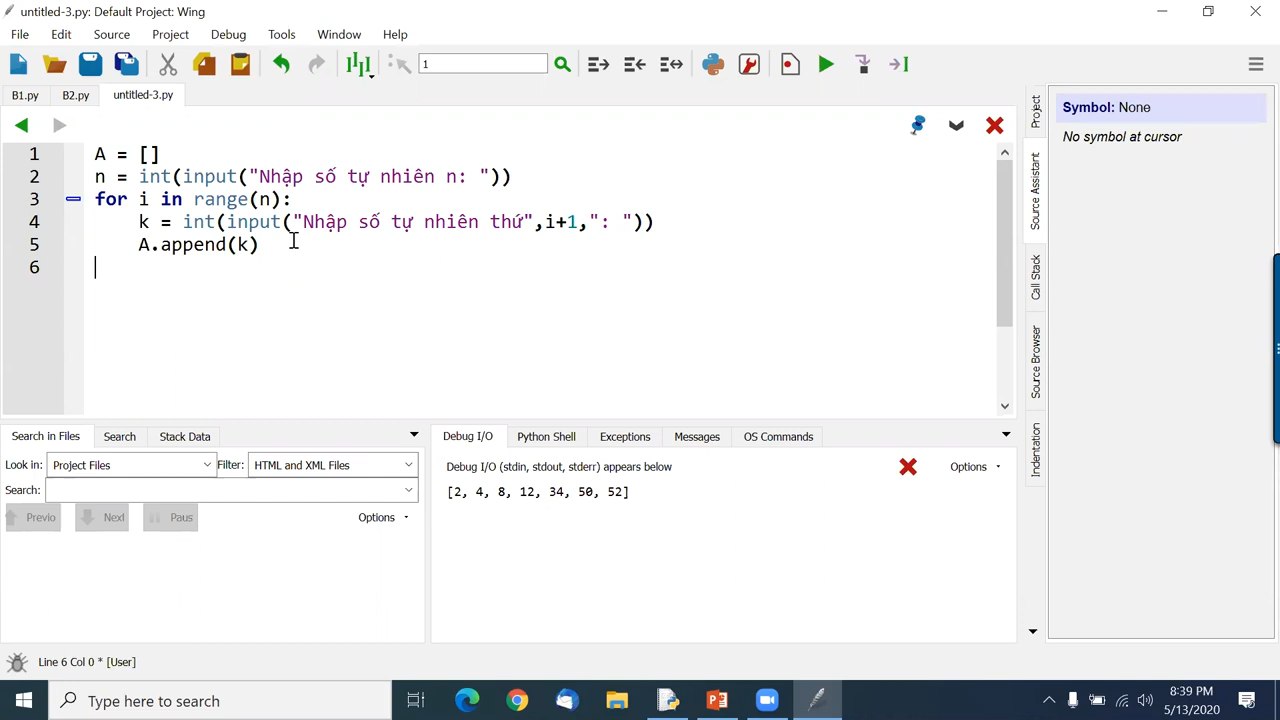 untitled-3.py: Default Project: Wing
File Edit Source Project Debug Tools Window Help
1
B1.py B2.py untitled-3.py
1 A = []
2 n = int(input("Nhập số tự nhiên n: "))
3 for i in range(n):
4 k = int(input("Nhập số tự nhiên thứ",i+1,": "))
5 A.append(k)
6
Project
Source Assistant
Call Stack
Source Browser
Indentation
Symbol: None
No symbol at cursor
Search in Files Search Stack Data
Look in: Project Files Filter: HTML and XML Files
Search:
Previo Next Paus Options
Debug I/O Python Shell Exceptions Messages OS Commands
Debug I/O (stdin, stdout, stderr) appears below Options
[2, 4, 8, 12, 34, 50, 52]
Line 6 Col 0 * [User]
Type here to search
8:39 PM
5/13/2020